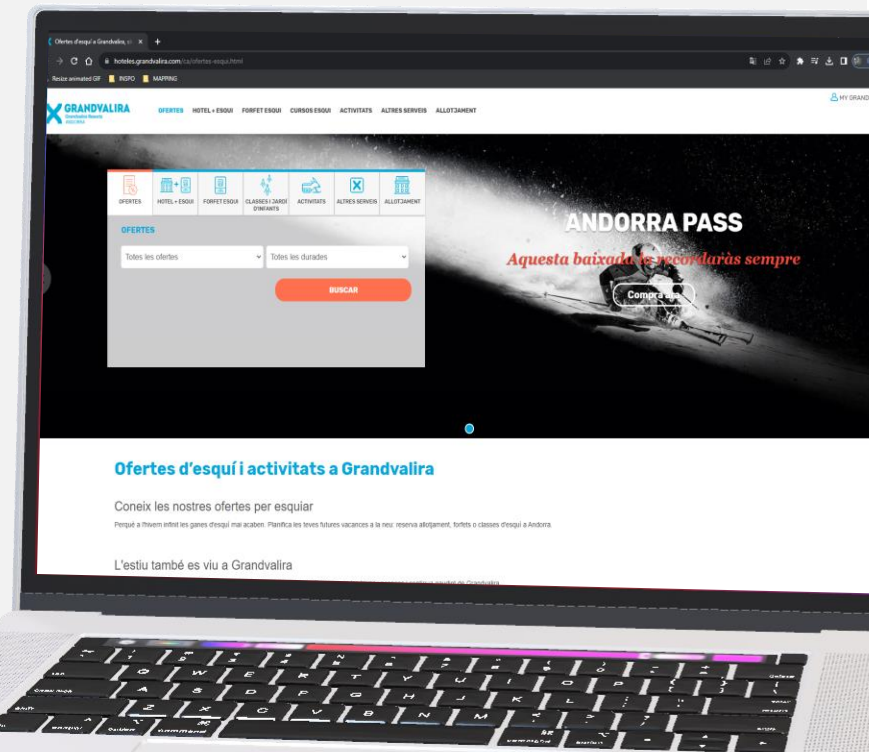 Ofertes d'esquí a Grandvalira, s
hoteles.grandvalira.com/ca/ofertes-esqui.html
Resize animated GIF INSPO MAPPING
GRANDVALIRA
OFERTES HOTEL + ESQUI FORFET ESQUI CURSOS ESQUI ACTIVITATS ALTRES SERVEIS ALLOTJAMENT
MY GRAND
OFERTES HOTEL + ESQUI FORFET ESQUI CLASSES I JARDÍ D'INFANTS ACTIVITATS ALTRES SERVEIS ALLOTJAMENT
OFERTES
Totes les ofertes Totes les durades
BUSCAR
ANDORRA PASS
Aquesta baixada la recordaràs sempre
Compra ara
Ofertes d'esquí i activitats a Grandvalira
Coneix les nostres ofertes per esquiar
Perquè a l'hivern infinit les ganes d'esquí mai acaben. Planifica les teves futures vacances a la neu: reserva allotjament, forfets o classes d'esquí a Andorra.
L'estiu també es viu a Grandvalira
W E R T Y U I O P
A S D F G H J K L
Z X C V B N M
command